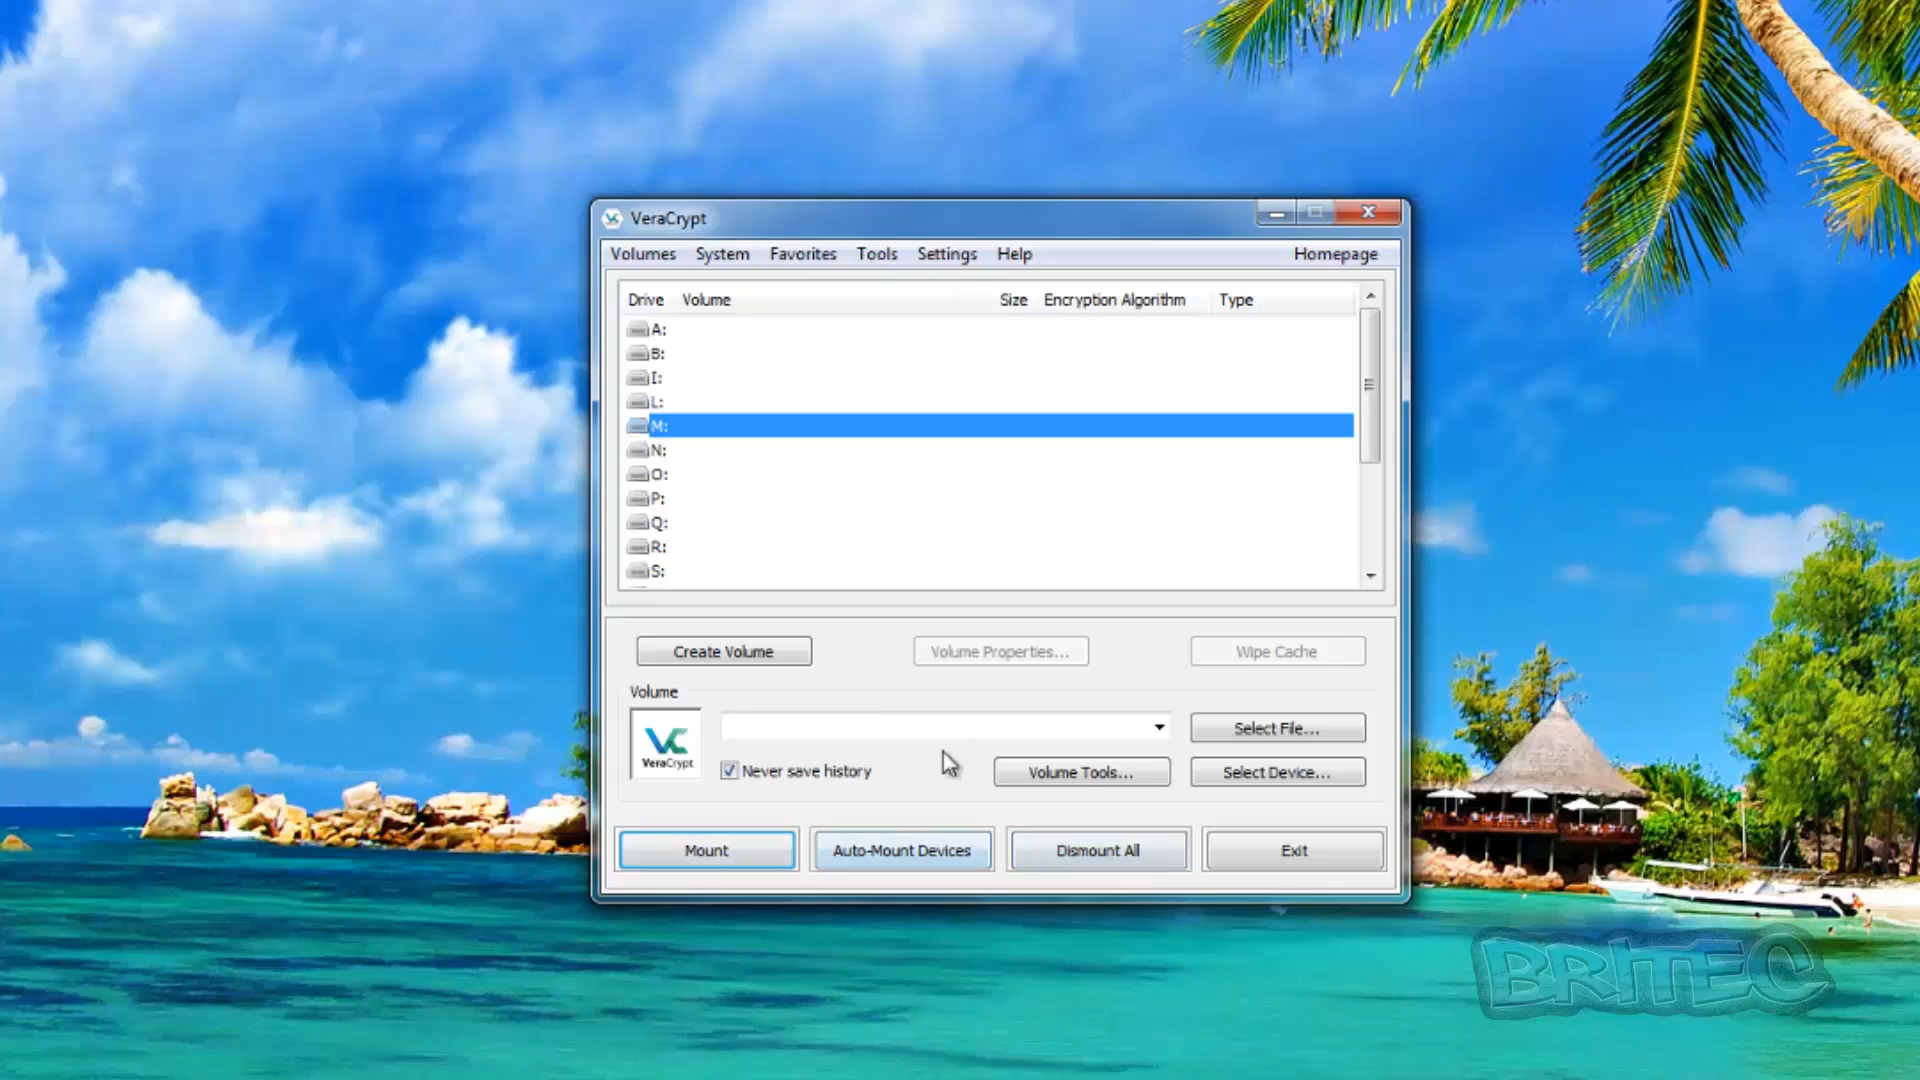 VeraCrypt
Volumes System Favorites Tools Settings Help Homepage
Drive Volume Size Encryption Algorithm Type
A:
B:
I:
L:
M:
N:
O:
P:
Q:
R:
S:
Create Volume Volume Properties... Wipe Cache
Volume
VC
VeraCrypt
Select File...
Never save history Volume Tools... Select Device...
Mount Auto-Mount Devices Dismount All Exit
BRITEC